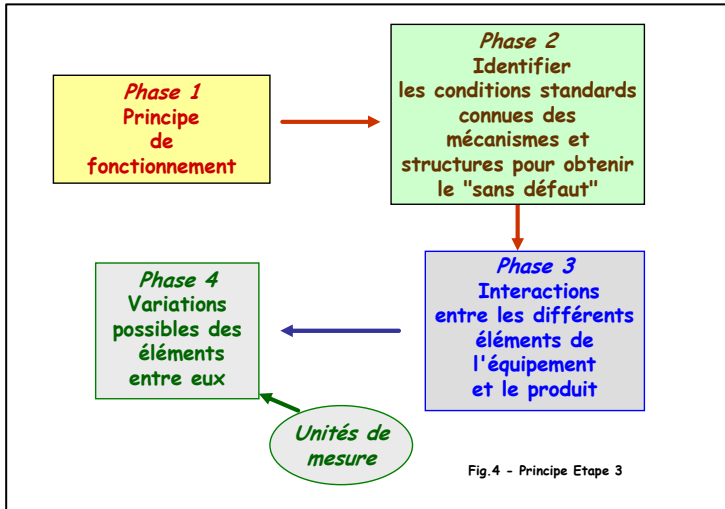 Phase 1
Principe
de
fonctionnement
Phase 2
Identifier
les conditions standards
connues des
mécanismes et
structures pour obtenir
le "sans défaut"
Phase 3
Interactions
entre les différents
éléments de
l'équipement
et le produit
Phase 4
Variations
possibles des
éléments
entre eux
Unités de
mesure
Fig.4 - Principe Etape 3